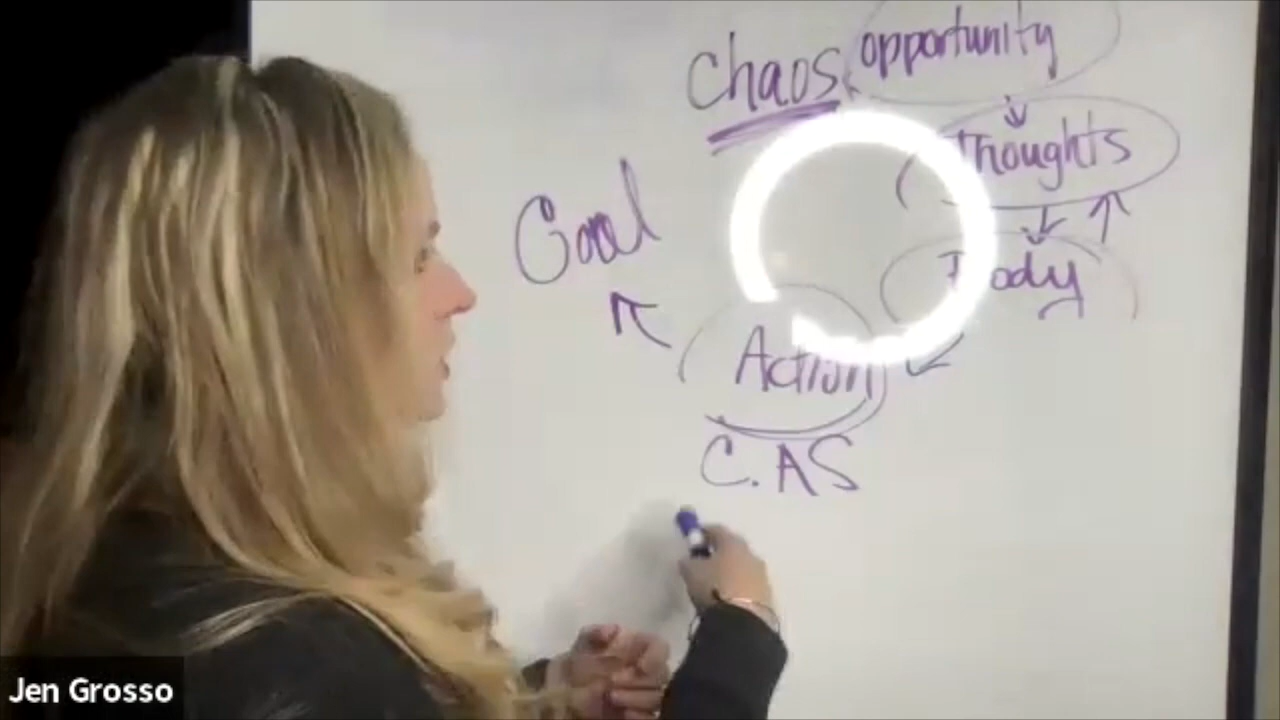 opportunity
Chaos
Thoughts
Goal
Body
Action
C.AS
Jen Grosso